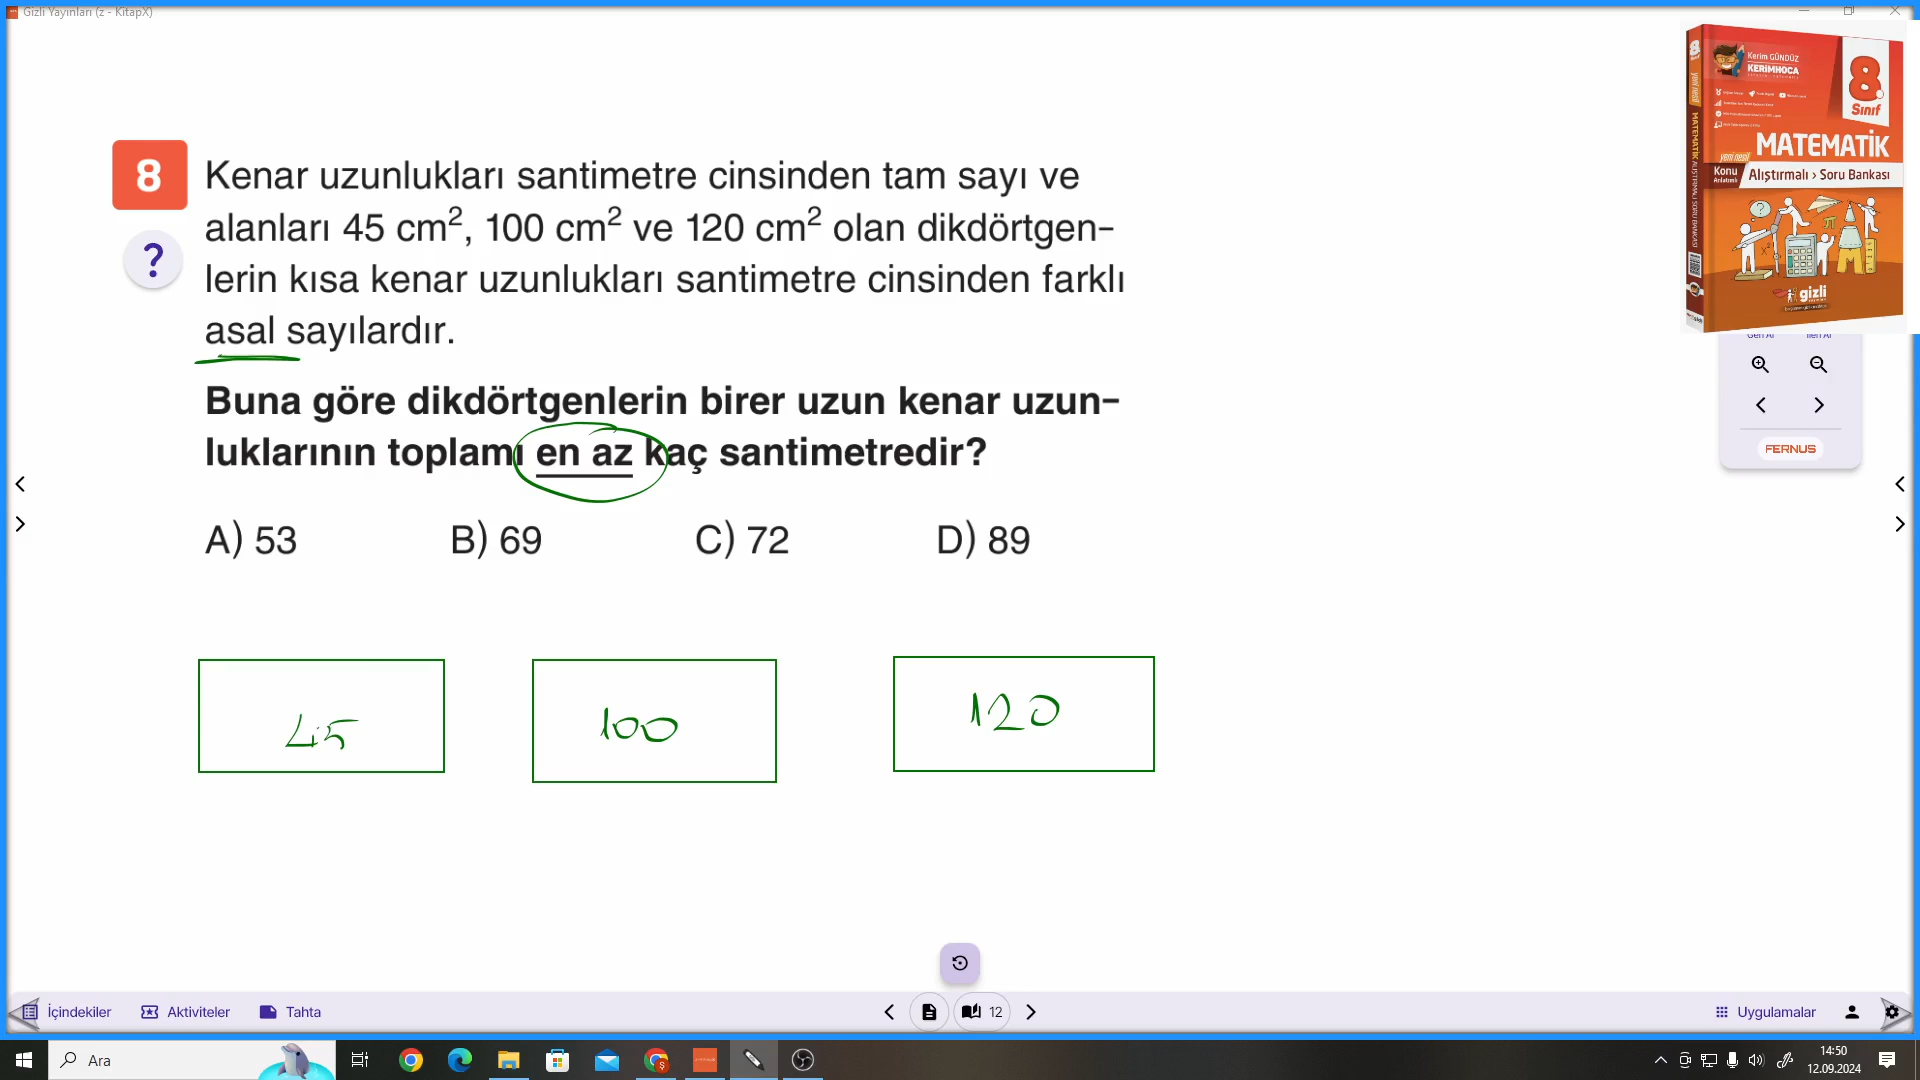 Gizli Yayınları (z - KitapX)
8
Kenar uzunlukları santimetre cinsinden tam sayı ve
alanları 45 cm², 100 cm² ve 120 cm² olan dikdörtgen-
lerin kısa kenar uzunlukları santimetre cinsinden farklı
asal sayılardır.
?
Buna göre dikdörtgenlerin birer uzun kenar uzun-
luklarının toplamı en az kaç santimetredir?
A) 53 B) 69 C) 72 D) 89
45 100 120
Kerim GÜNDÜZ
KERİMHOCA
8.
Sınıf
yeni nesil
MATEMATİK
Konu
Anlatımlı
Alıştırmalı › Soru Bankası
gizli
FERNUS
İçindekiler Aktiviteler Tahta 12 Uygulamalar
Ara
14:50
12.09.2024